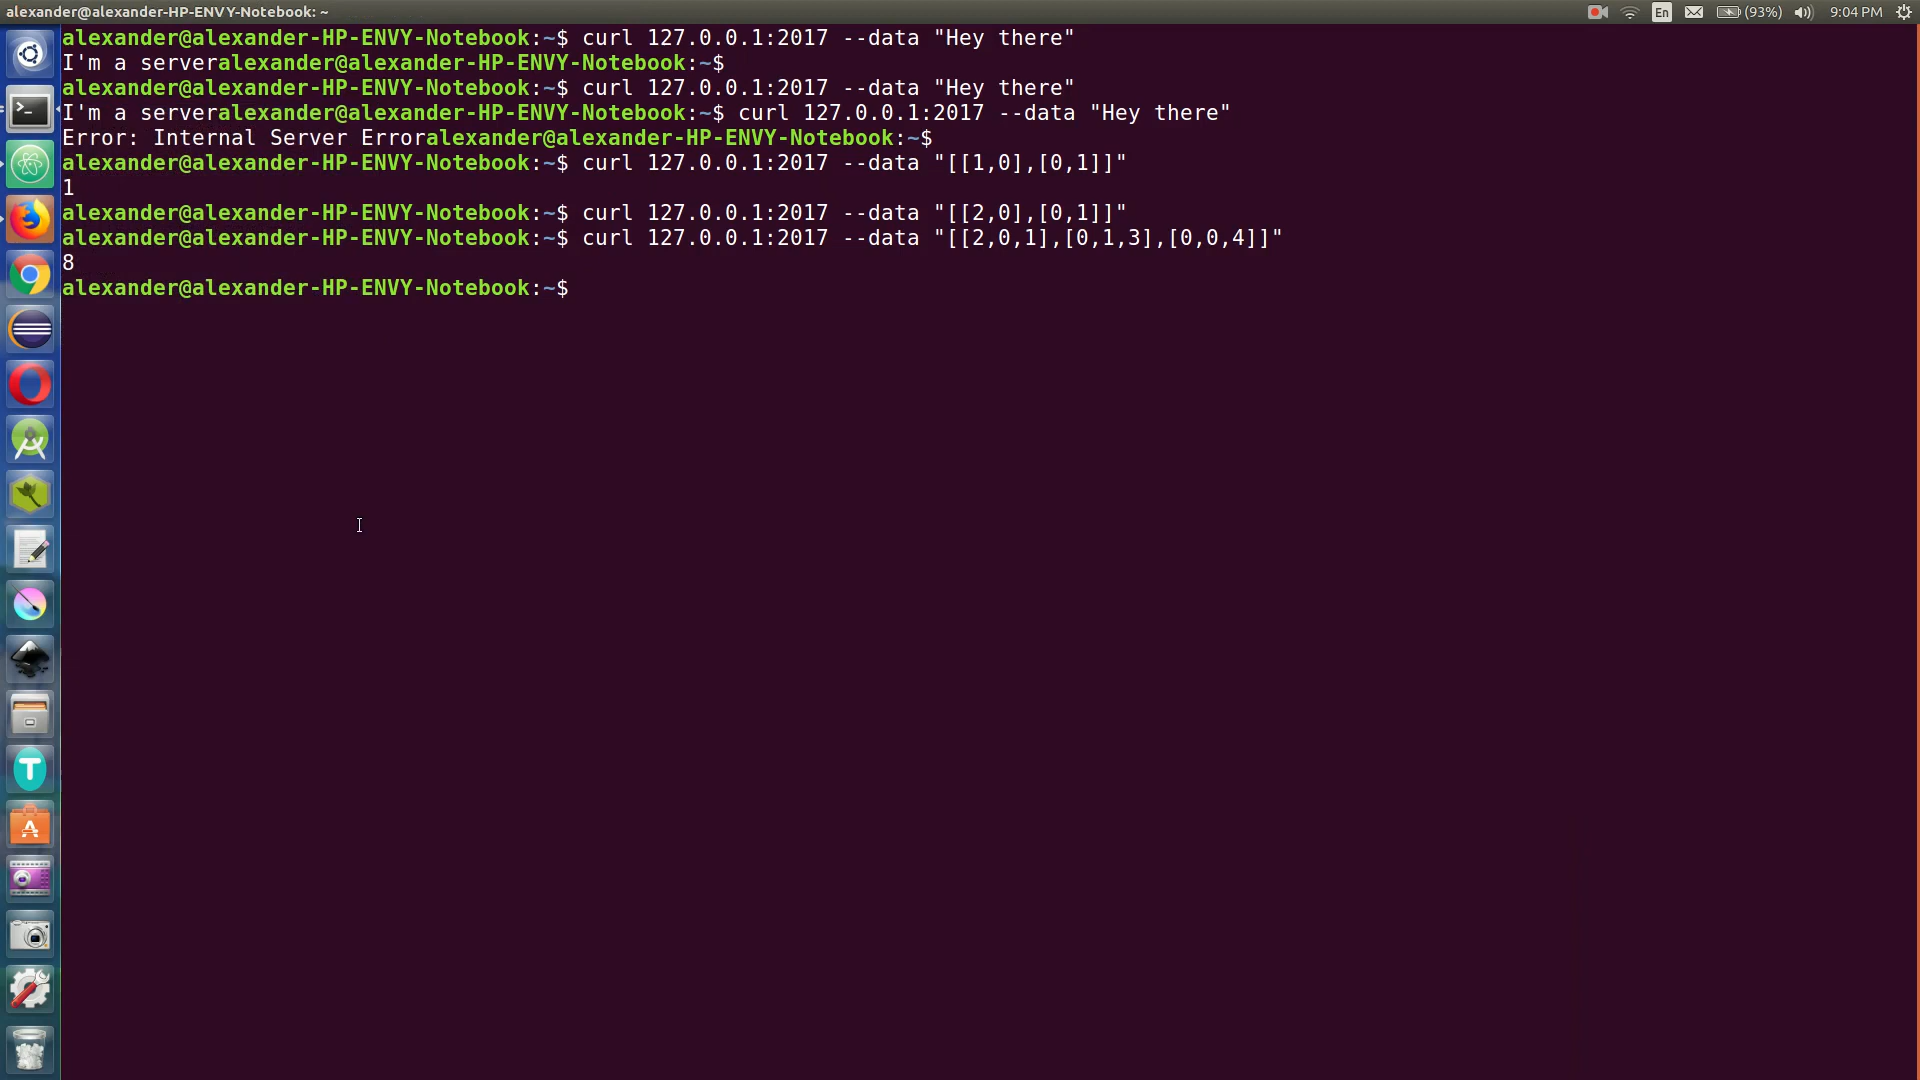 alexander@alexander-HP-ENVY-Notebook: ~
En
(93%)
9:04 PM
alexander@alexander-HP-ENVY-Notebook:~$ curl 127.0.0.1:2017 --data "Hey there"
I'm a serveralexander@alexander-HP-ENVY-Notebook:~$
alexander@alexander-HP-ENVY-Notebook:~$ curl 127.0.0.1:2017 --data "Hey there"
I'm a serveralexander@alexander-HP-ENVY-Notebook:~$ curl 127.0.0.1:2017 --data "Hey there"
Error: Internal Server Erroralexander@alexander-HP-ENVY-Notebook:~$
alexander@alexander-HP-ENVY-Notebook:~$ curl 127.0.0.1:2017 --data "[[1,0],[0,1]]"
1
alexander@alexander-HP-ENVY-Notebook:~$ curl 127.0.0.1:2017 --data "[[2,0],[0,1]]"
alexander@alexander-HP-ENVY-Notebook:~$ curl 127.0.0.1:2017 --data "[[2,0,1],[0,1,3],[0,0,4]]"
8
alexander@alexander-HP-ENVY-Notebook:~$